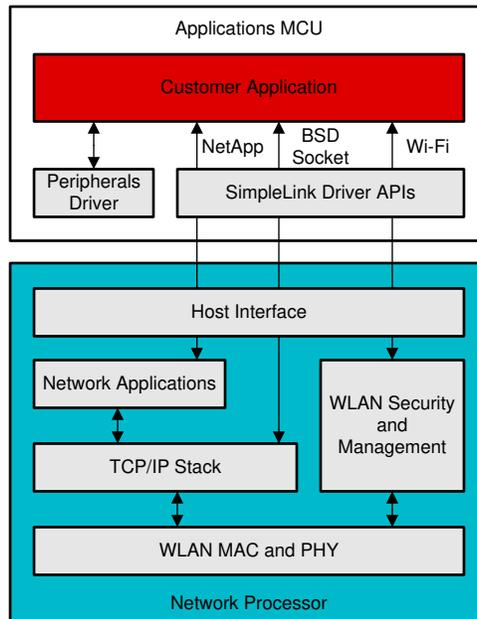 Applications MCU
Customer Application
NetApp
BSD
Socket
Wi-Fi
Peripherals
Driver
SimpleLink Driver APIs
Host Interface
Network Applications
WLAN Security
and
Management
TCP/IP Stack
WLAN MAC and PHY
Network Processor